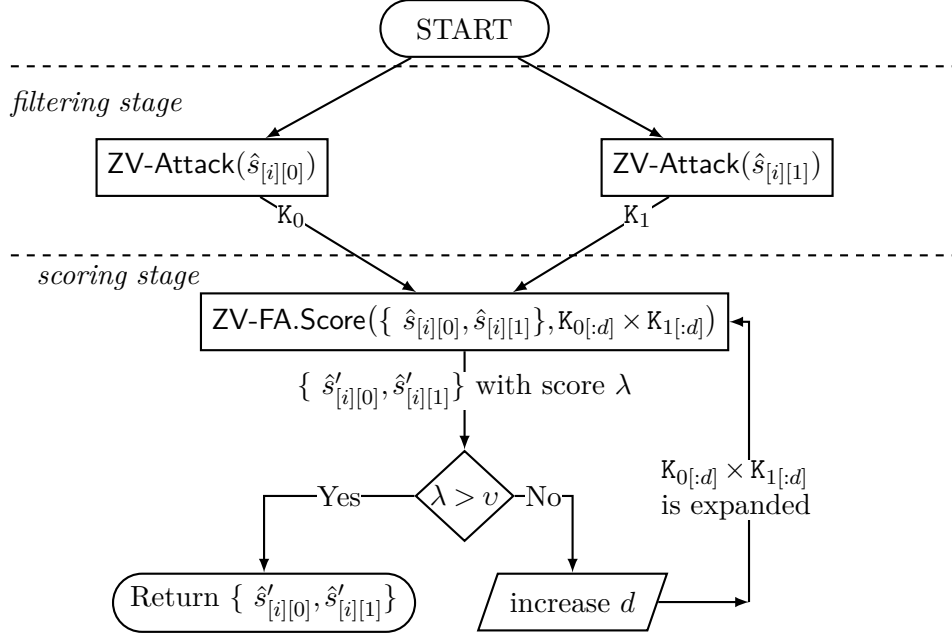 START
filtering stage
ZV-Attack(ŝ[i][0])
ZV-Attack(ŝ[i][1])
K₀
K₁
scoring stage
ZV-FA.Score({ ŝ[i][0], ŝ[i][1]}, K₀[:d] × K₁[:d])
{ ŝ′[i][0], ŝ′[i][1]} with score λ
K₀[:d] × K₁[:d]
is expanded
λ > υ
Yes
No
Return { ŝ′[i][0], ŝ′[i][1]}
increase d